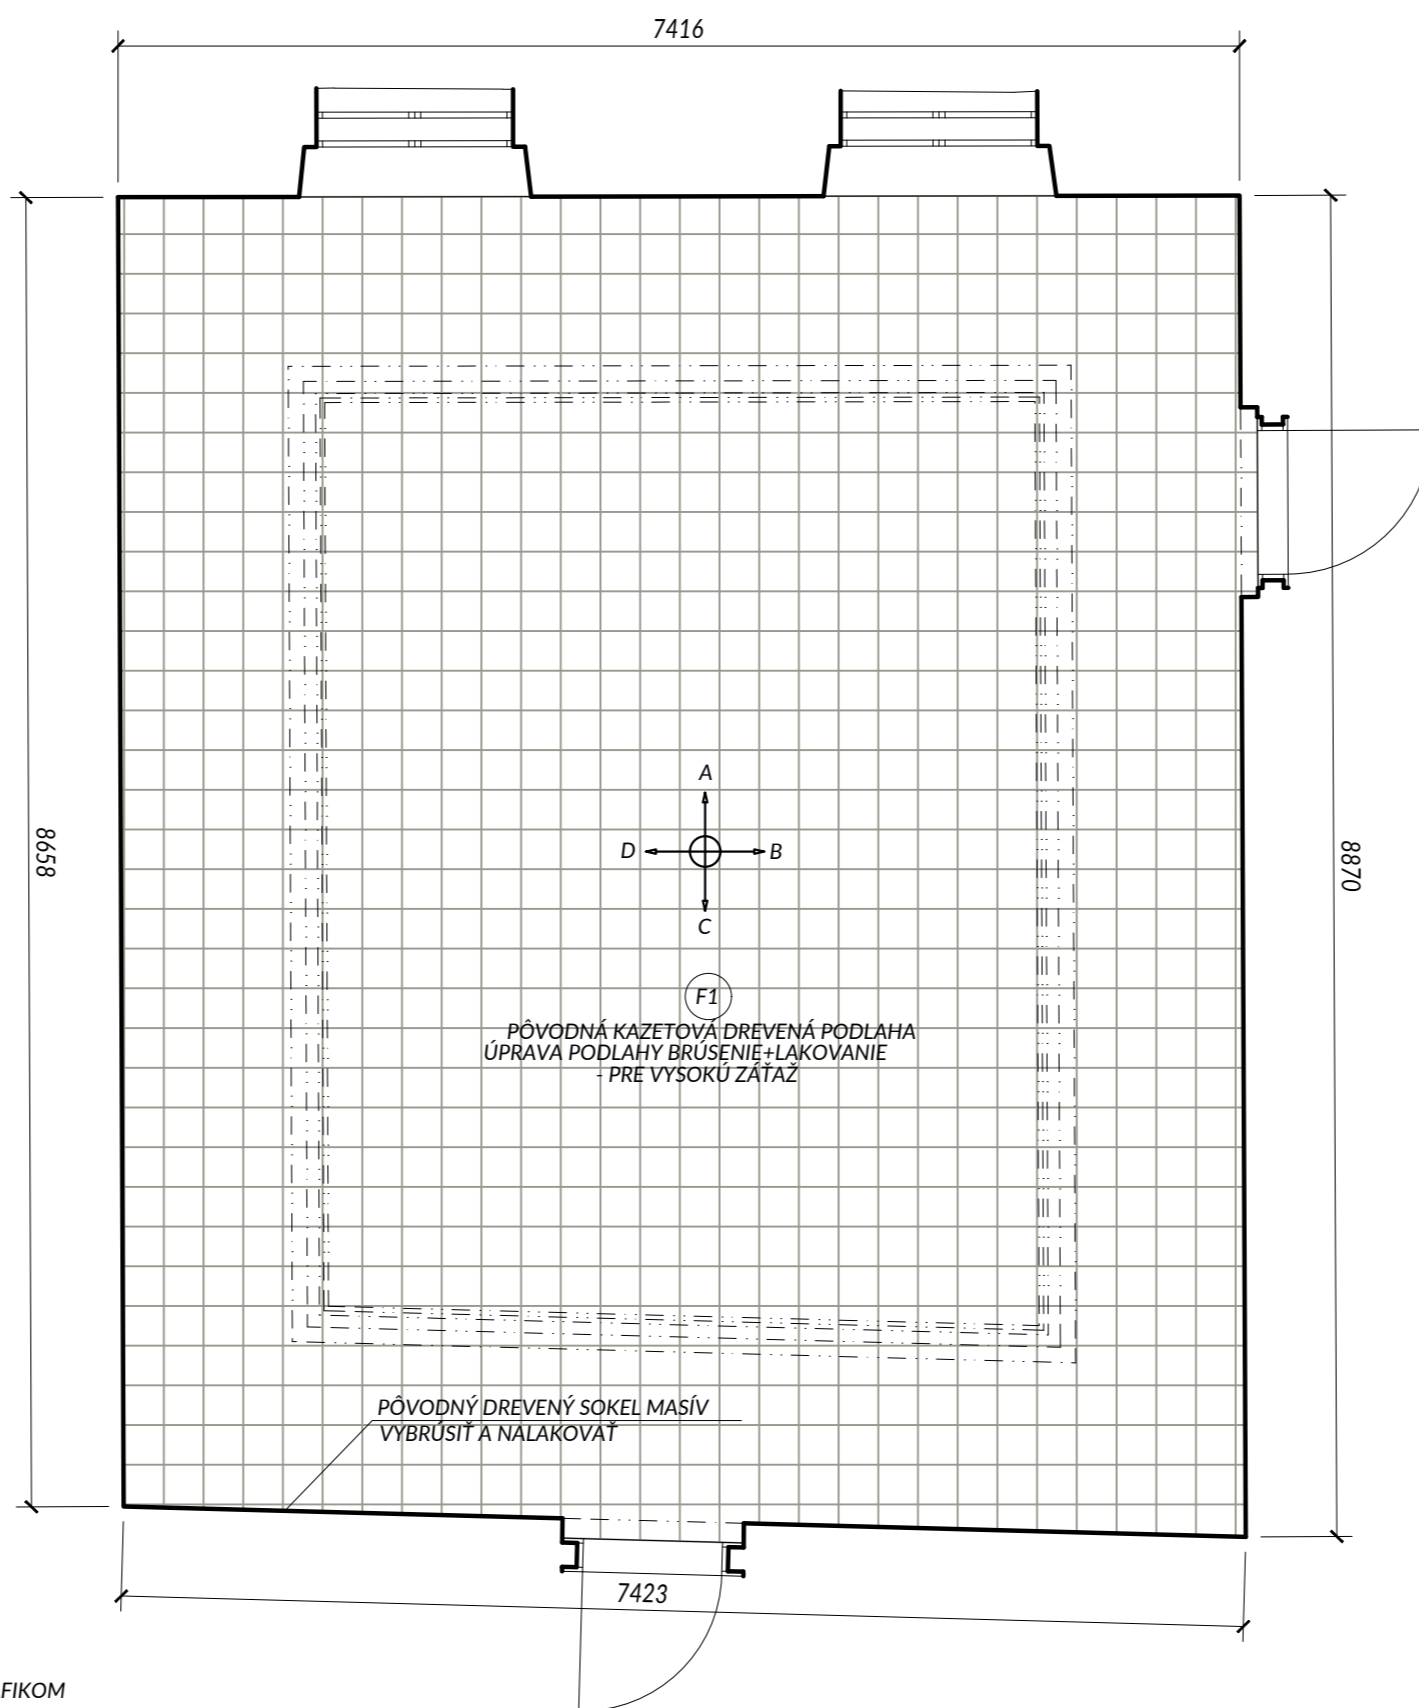 7416
8658
8870
A
D
B
C
F1
PÔVODNÁ KAZETOVÁ DREVENÁ PODLAHA
ÚPRAVA PODLAHY BRÚSENIE+LAKOVANIE
- PRE VYSOKÚ ZÁŤAŽ
PÔVODNÝ DREVENÝ SOKEL MASÍV
VYBRÚSIŤ A NALAKOVAŤ
7423
FIKOM